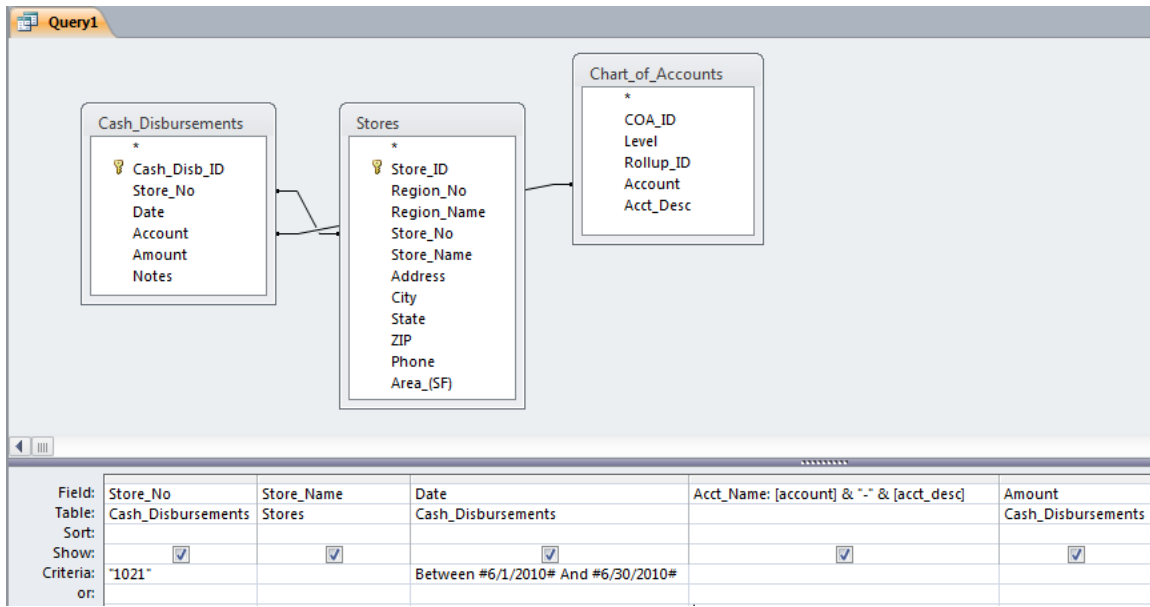 Query1
Cash_Disbursements
*
Cash_Disb_ID
Store_No
Date
Account
Amount
Notes
Stores
*
Store_ID
Region_No
Region_Name
Store_No
Store_Name
Address
City
State
ZIP
Phone
Area_(SF)
Chart_of_Accounts
*
COA_ID
Level
Rollup_ID
Account
Acct_Desc
Field: Store_No Store_Name Date Acct_Name: [account] & "-" & [acct_desc] Amount
Table: Cash_Disbursements Stores Cash_Disbursements Cash_Disbursements
Sort:
Show:
Criteria: "1021" Between #6/1/2010# And #6/30/2010#
or: